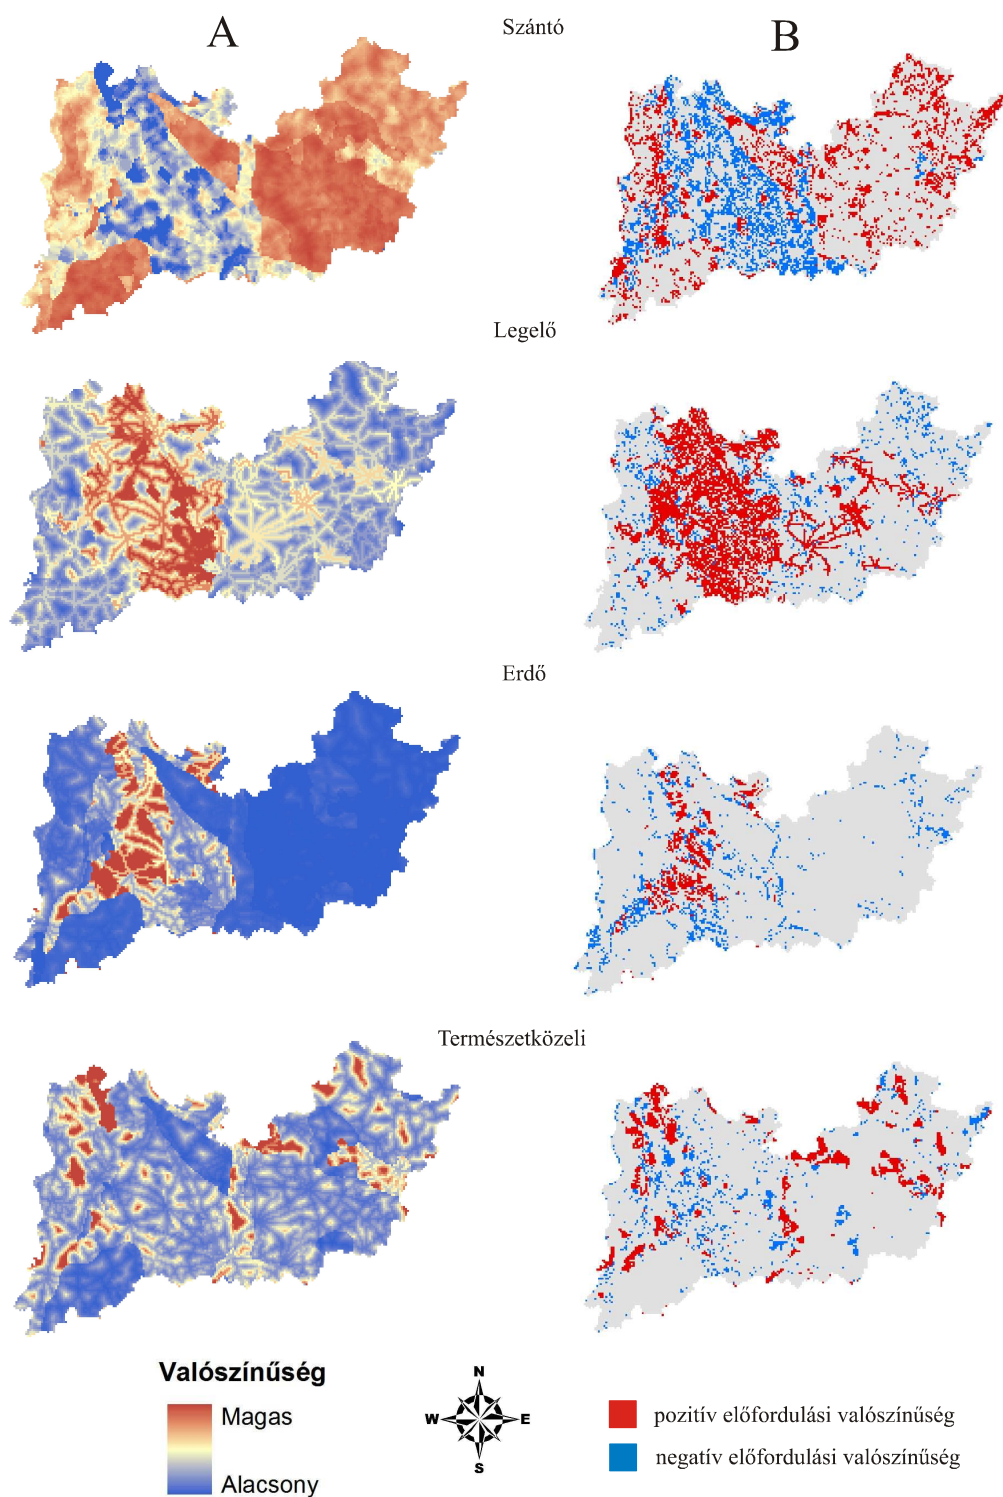 A
Szántó
B
Legelő
Erdő
Természetközeli
Valószínűség
Magas
Alacsony
N
W
E
S
pozitív előfordulási valószínűség
negatív előfordulási valószínűség